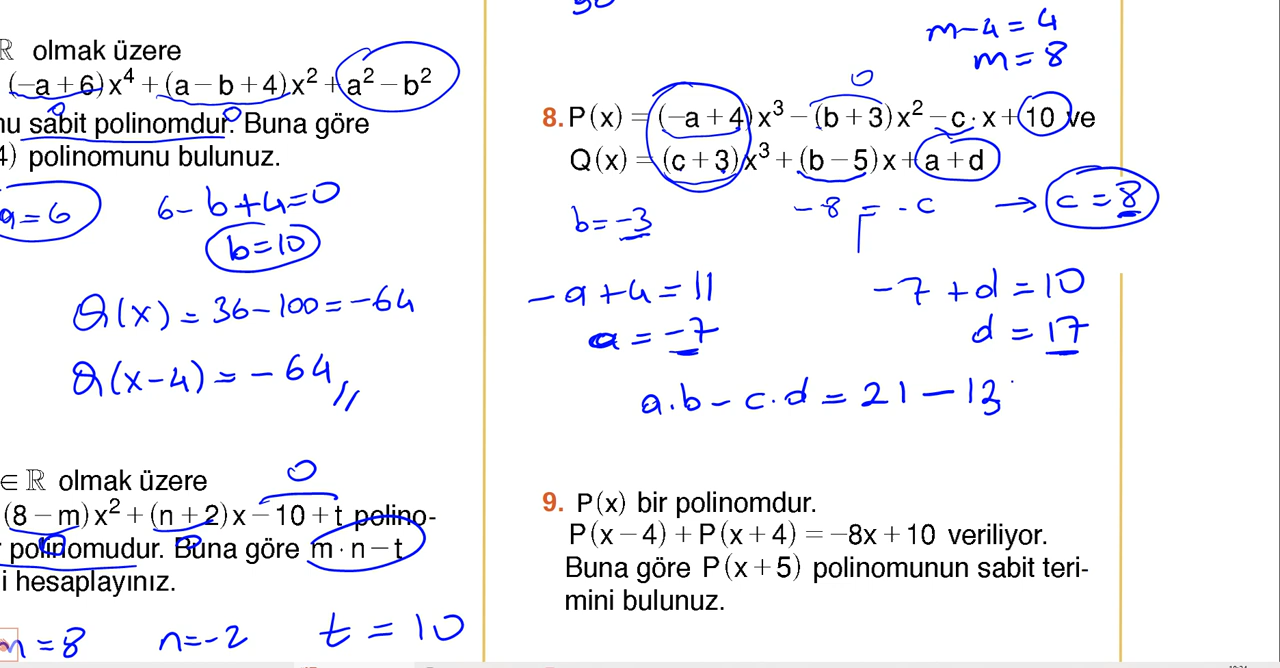 ℝ olmak üzere
(-a+6)x⁴+(a-b+4)x²+a²-b²
0 0
nu sabit polinomdur. Buna göre
4) polinomunu bulunuz.
a=6 6-b+4=0
b=10
Q(x)=36-100=-64
Q(x-4)=-64//
∈ ℝ olmak üzere
0
(8-m)x²+(n+2)x-10+t polino-
polinomudur. Buna göre m·n-t
i hesaplayınız.
m=8 n=-2 t=10
m-4=4
m=8
0
8. P(x)=(-a+4)x³-(b+3)x²-c·x+10 ve
Q(x)=(c+3)x³+(b-5)x+a+d
b=-3 -8=-c → c=8
-a+4=11 -7+d=10
a=-7 d=17
a.b-c.d=21-13
9. P(x) bir polinomdur.
P(x-4)+P(x+4)=-8x+10 veriliyor.
Buna göre P(x+5) polinomunun sabit teri-
mini bulunuz.